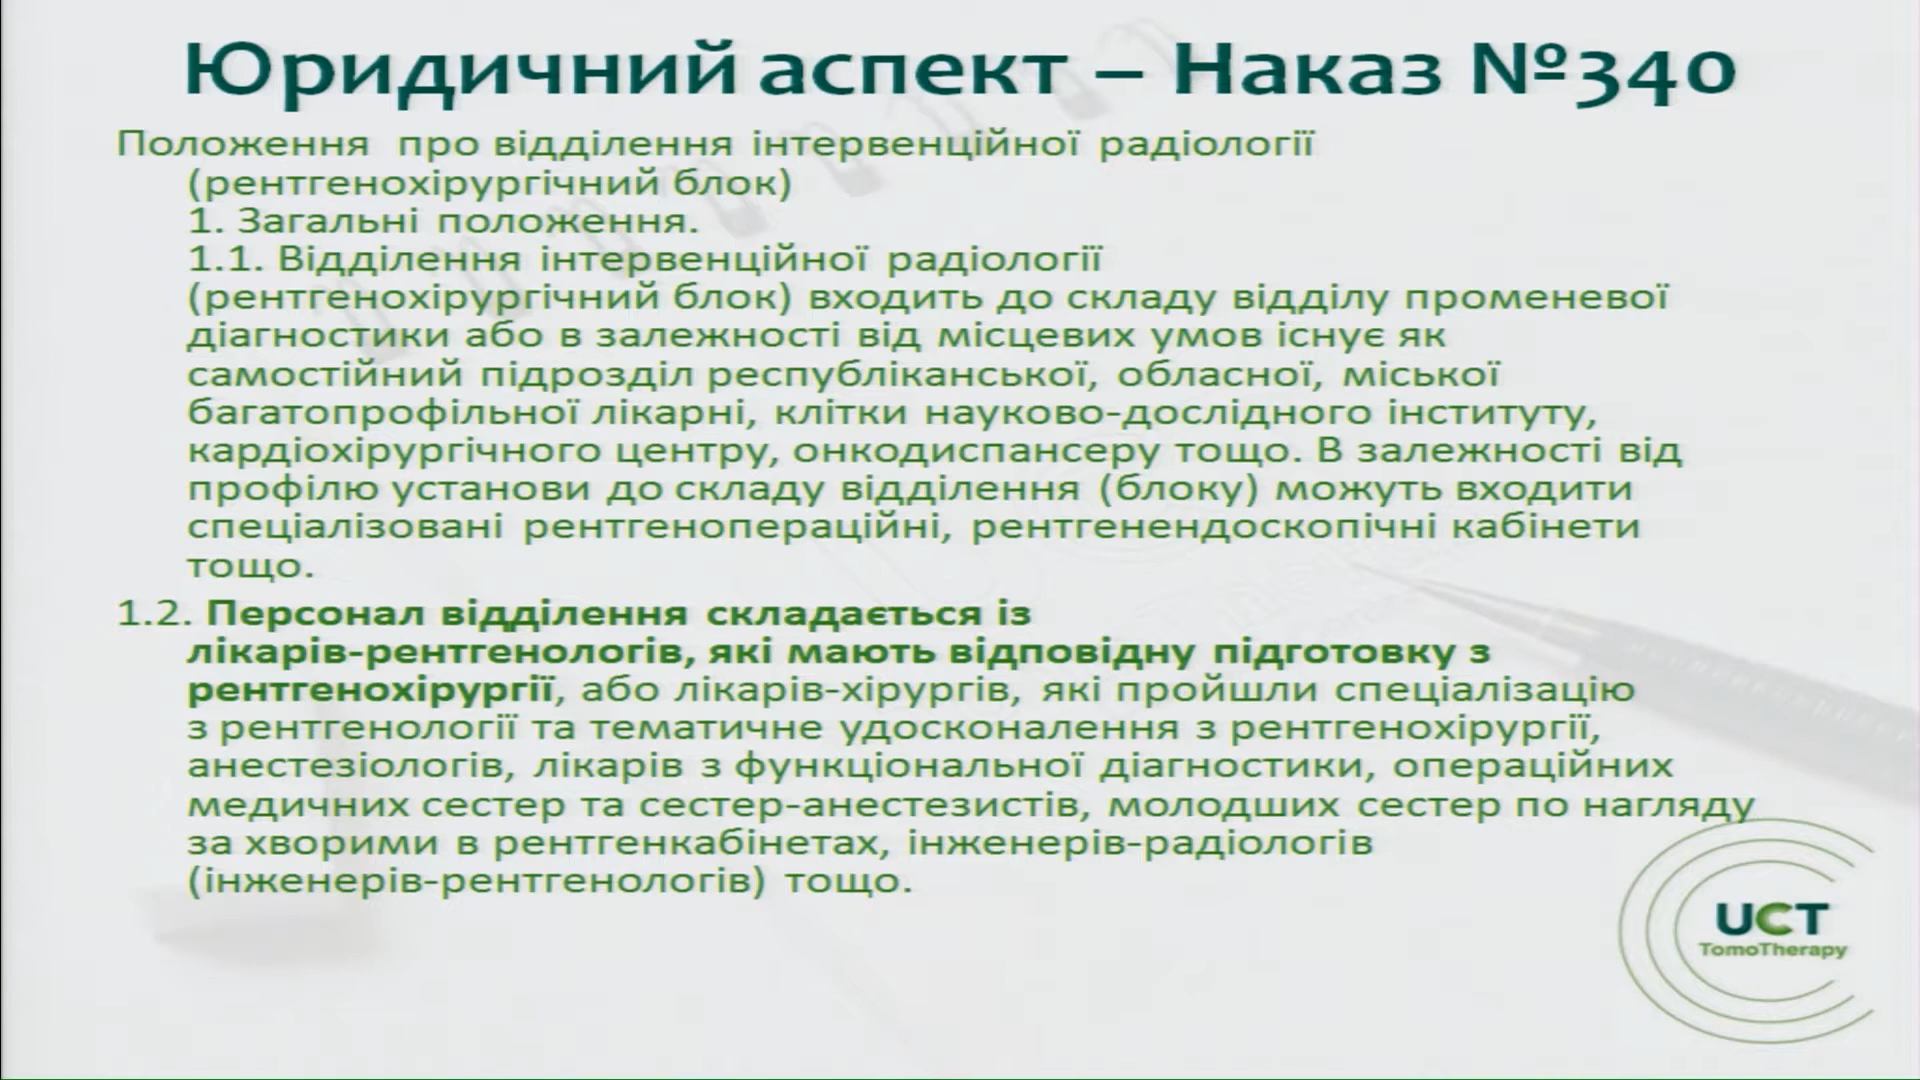 Юридичний аспект – Наказ №340
Положення про відділення інтервенційної радіології
(рентгенохірургічний блок)
1. Загальні положення.
1.1. Відділення інтервенційної радіології
(рентгенохірургічний блок) входить до складу відділу променевої
діагностики або в залежності від місцевих умов існує як
самостійний підрозділ республіканської, обласної, міської
багатопрофільної лікарні, клітки науково-дослідного інституту,
кардіохірургічного центру, онкодиспансеру тощо. В залежності від
профілю установи до складу відділення (блоку) можуть входити
спеціалізовані рентгеноопераційні, рентгенендоскопічні кабінети
тощо.
1.2. Персонал відділення складається із
лікарів-рентгенологів, які мають відповідну підготовку з
рентгенохірургії, або лікарів-хірургів, які пройшли спеціалізацію
з рентгенології та тематичне удосконалення з рентгенохірургії,
анестезіологів, лікарів з функціональної діагностики, операційних
медичних сестер та сестер-анестезистів, молодших сестер по нагляду
за хворими в рентгенкабінетах, інженерів-радіологів
(інженерів-рентгенологів) тощо.
UCT
TomoTherapy